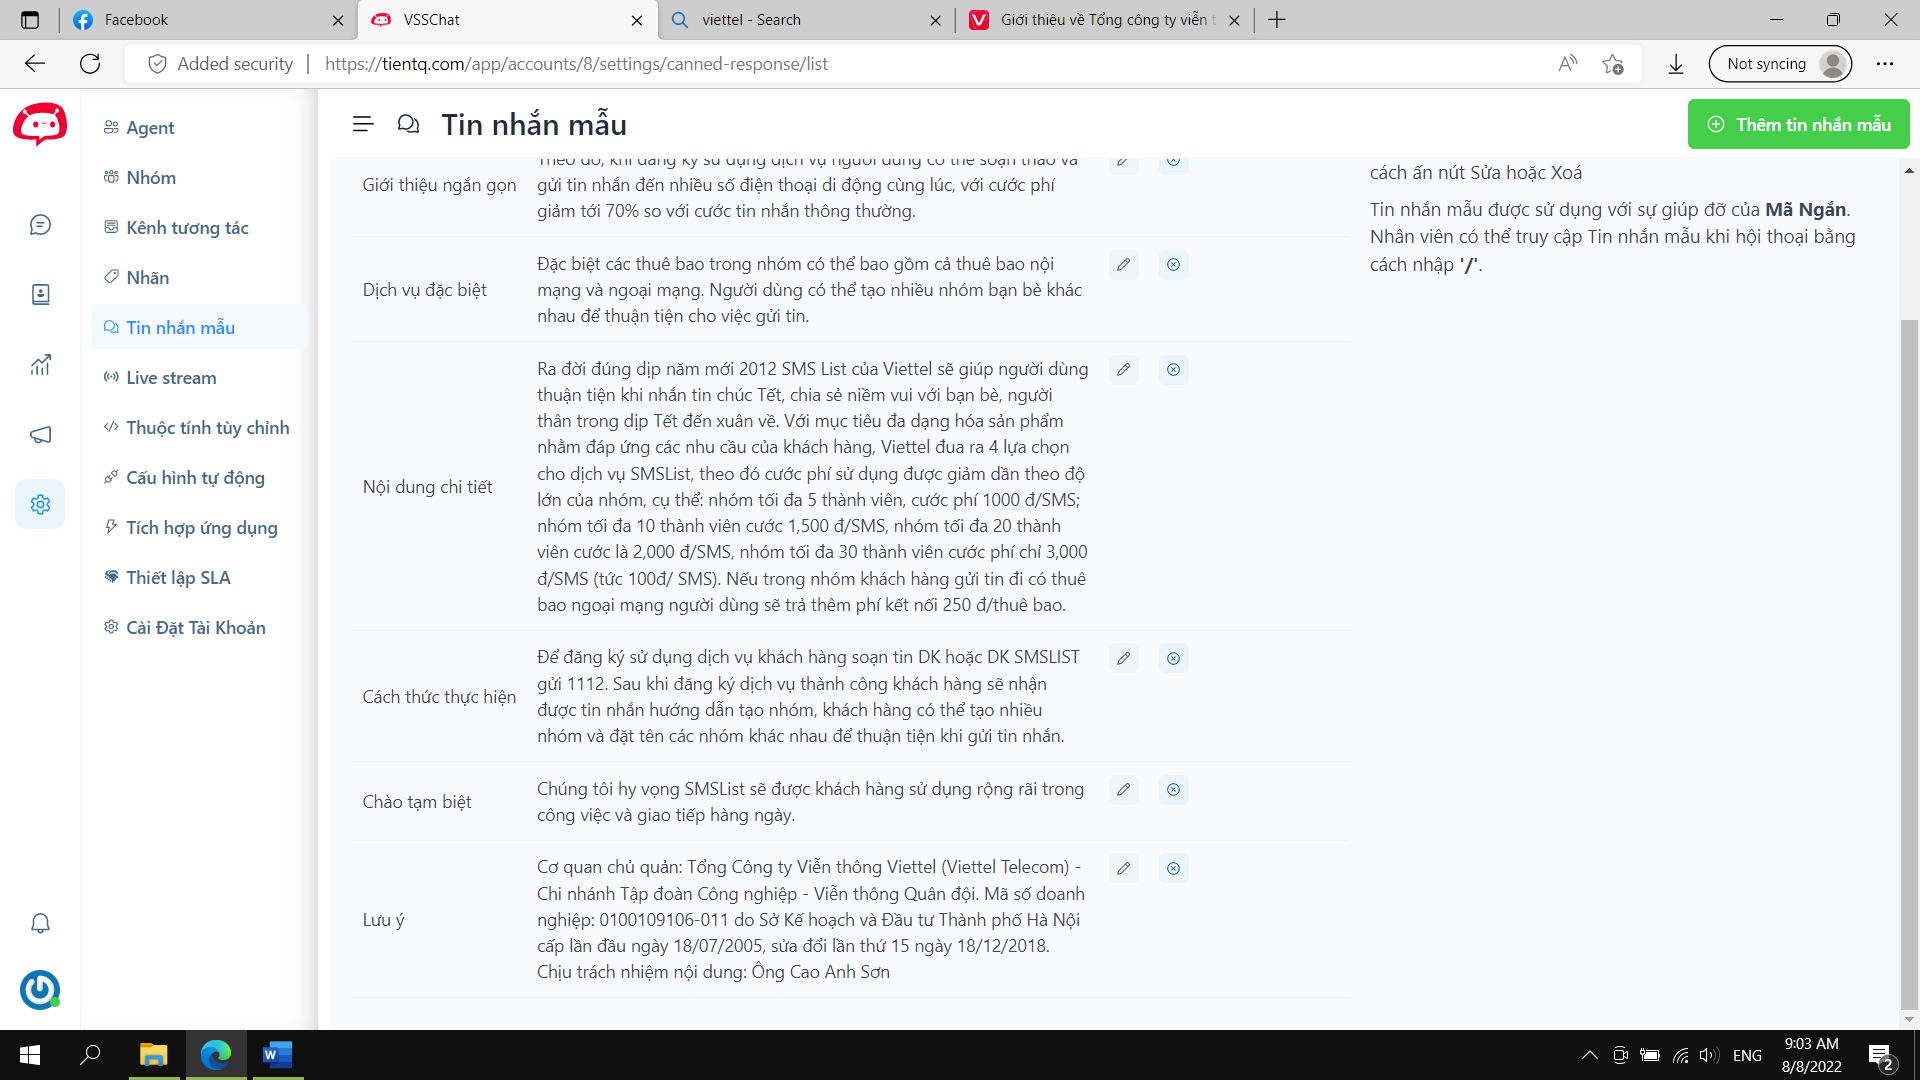 Facebook
VSSChat
viettel - Search
Giới thiệu về Tổng công ty viễn t
Added security
https://tientq.com/app/accounts/8/settings/canned-response/list
Not syncing
Agent
Nhóm
Kênh tương tác
Nhãn
Tin nhắn mẫu
Live stream
Thuộc tính tùy chỉnh
Cấu hình tự động
Tích hợp ứng dụng
Thiết lập SLA
Cài Đặt Tài Khoản
Tin nhắn mẫu
Thêm tin nhắn mẫu
Giới thiệu ngắn gọn
Theo đó, khi đăng ký sử dụng dịch vụ người dùng có thể soạn thảo và
gửi tin nhắn đến nhiều số điện thoại di động cùng lúc, với cước phí
giảm tới 70% so với cước tin nhắn thông thường.
Dịch vụ đặc biệt
Đặc biệt các thuê bao trong nhóm có thể bao gồm cả thuê bao nội
mạng và ngoại mạng. Người dùng có thể tạo nhiều nhóm bạn bè khác
nhau để thuận tiện cho việc gửi tin.
Nội dung chi tiết
Ra đời đúng dịp năm mới 2012 SMS List của Viettel sẽ giúp người dùng
thuận tiện khi nhắn tin chúc Tết, chia sẻ niềm vui với bạn bè, người
thân trong dịp Tết đến xuân về. Với mục tiêu đa dạng hóa sản phẩm
nhằm đáp ứng các nhu cầu của khách hàng, Viettel đua ra 4 lựa chọn
cho dịch vụ SMSList, theo đó cước phí sử dụng được giảm dần theo độ
lớn của nhóm, cụ thể: nhóm tối đa 5 thành viên, cước phí 1000 đ/SMS;
nhóm tối đa 10 thành viên cước 1,500 đ/SMS, nhóm tối đa 20 thành
viên cước là 2,000 đ/SMS, nhóm tối đa 30 thành viên cước phí chỉ 3,000
đ/SMS (tức 100đ/ SMS). Nếu trong nhóm khách hàng gửi tin đi có thuê
bao ngoại mạng người dùng sẽ trả thêm phí kết nối 250 đ/thuê bao.
Cách thức thực hiện
Để đăng ký sử dụng dịch vụ khách hàng soạn tin DK hoặc DK SMSLIST
gửi 1112. Sau khi đăng ký dịch vụ thành công khách hàng sẽ nhận
được tin nhắn hướng dẫn tạo nhóm, khách hàng có thể tạo nhiều
nhóm và đặt tên các nhóm khác nhau để thuận tiện khi gửi tin nhắn.
Chào tạm biệt
Chúng tôi hy vọng SMSList sẽ được khách hàng sử dụng rộng rãi trong
công việc và giao tiếp hàng ngày.
Lưu ý
Cơ quan chủ quản: Tổng Công ty Viễn thông Viettel (Viettel Telecom) -
Chi nhánh Tập đoàn Công nghiệp - Viễn thông Quân đội. Mã số doanh
nghiệp: 0100109106-011 do Sở Kế hoạch và Đầu tư Thành phố Hà Nội
cấp lần đầu ngày 18/07/2005, sửa đổi lần thứ 15 ngày 18/12/2018.
Chịu trách nhiệm nội dung: Ông Cao Anh Sơn
cách ấn nút Sửa hoặc Xoá
Tin nhắn mẫu được sử dụng với sự giúp đỡ của Mã Ngắn.
Nhân viên có thể truy cập Tin nhắn mẫu khi hội thoại bằng
cách nhập '/'.
ENG
9:03 AM
8/8/2022
2